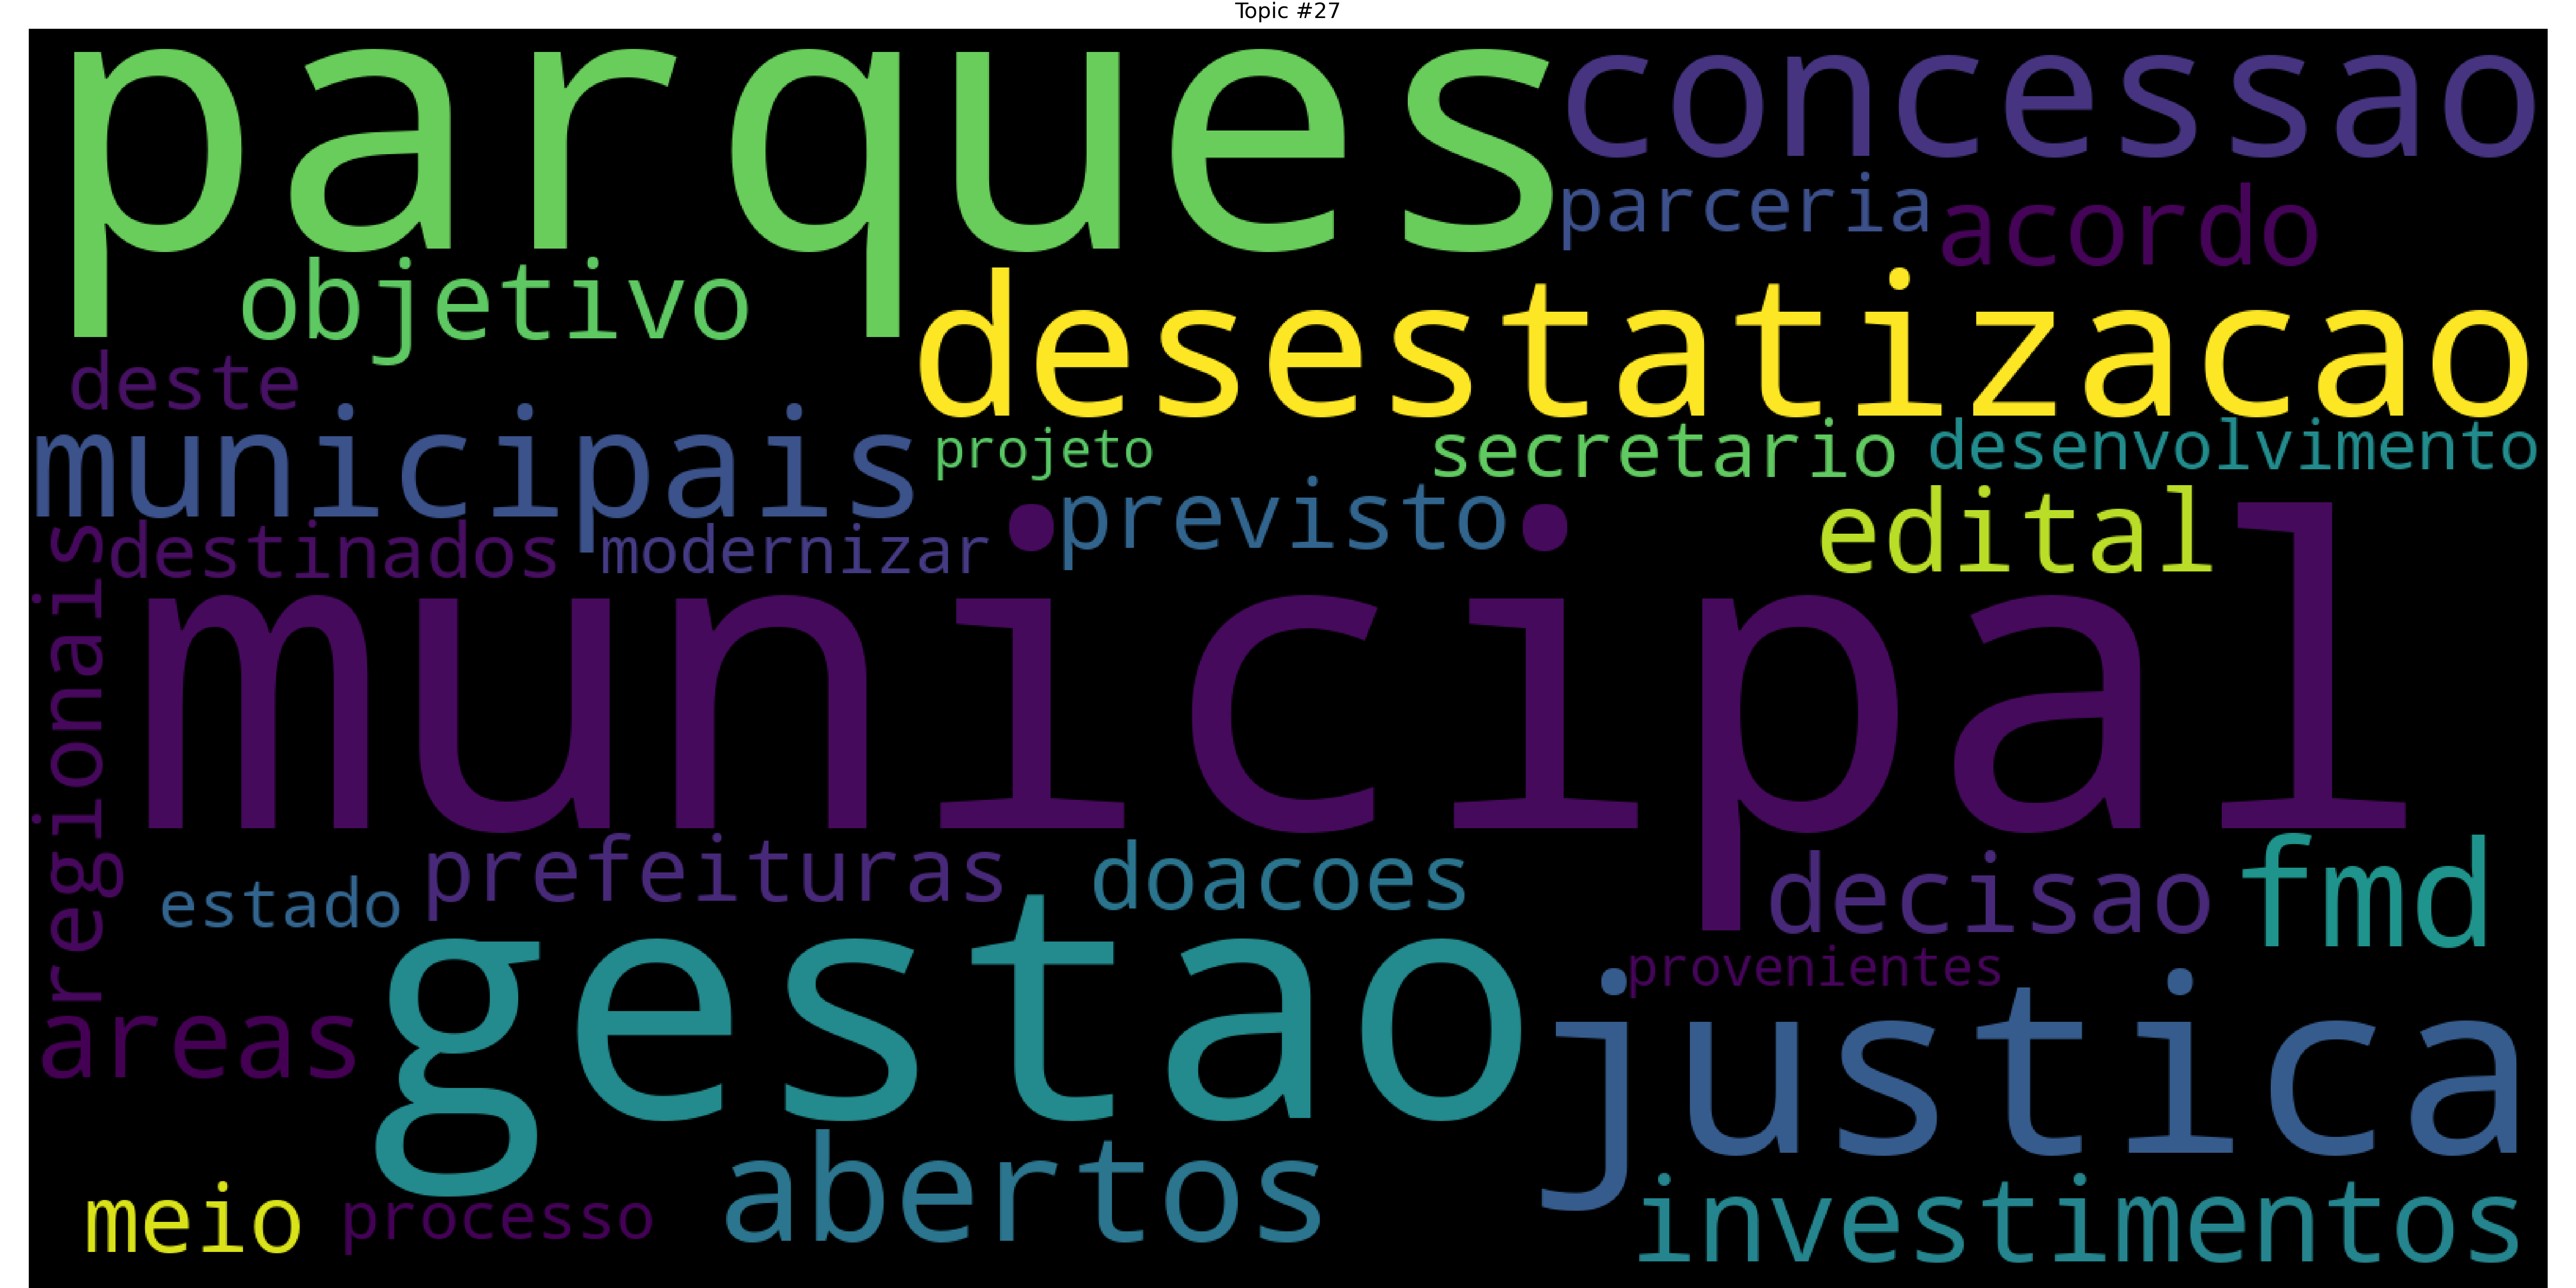 Topic #27
parques
concessao
parceria
acordo
objetivo
desestatizacao
deste
municipais
projeto
secretario
desenvolvimento
previsto
edital
destinados
modernizar
regionais
municipal
prefeituras
doacoes
decisao
fmd
estado
gestao
provenientes
justica
areas
abertos
meio
processo
investimentos